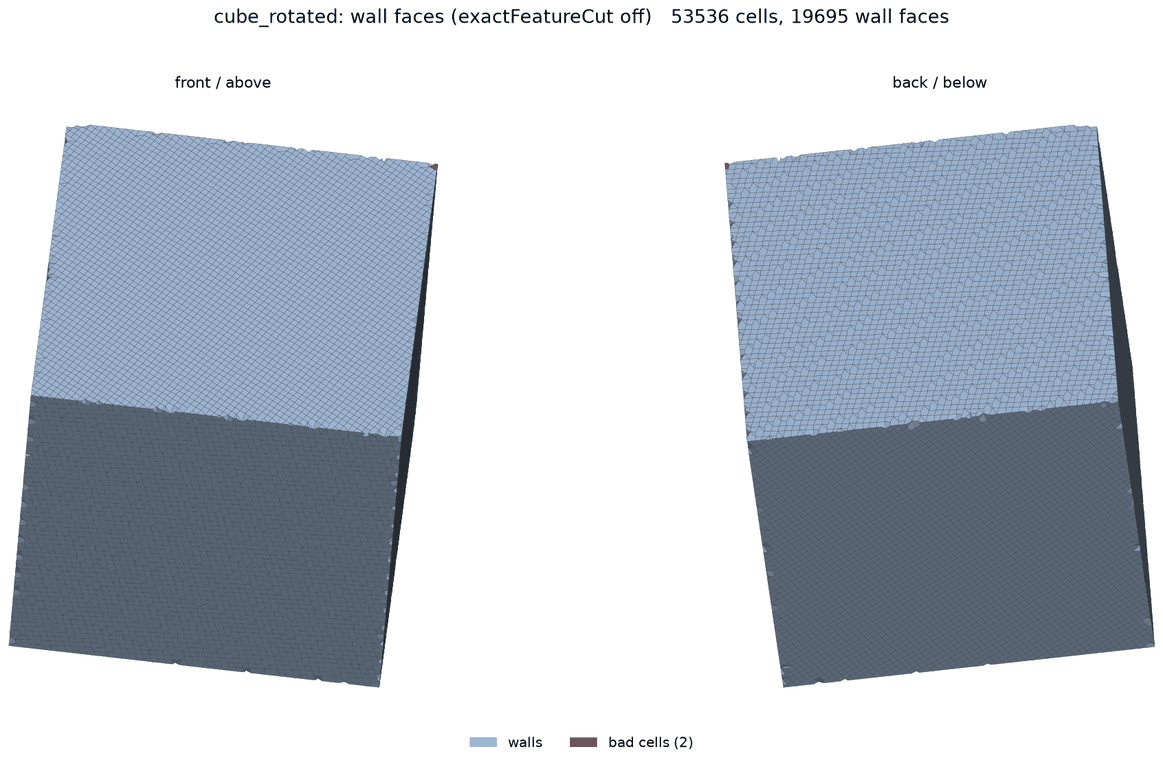 cube_rotated: wall faces (exactFeatureCut off)   53536 cells, 19695 wall faces
front / above
back / below
walls
bad cells (2)